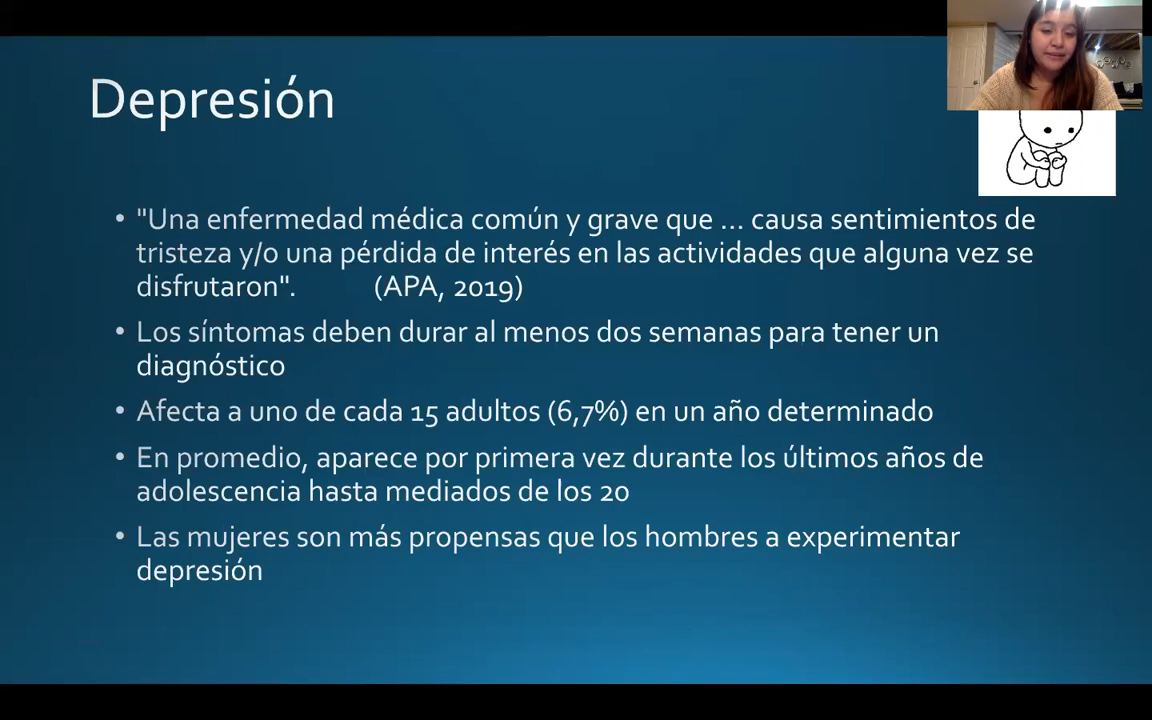 Depresión
• "Una enfermedad médica común y grave que ... causa sentimientos de
tristeza y/o una pérdida de interés en las actividades que alguna vez se
disfrutaron". (APA, 2019)
• Los síntomas deben durar al menos dos semanas para tener un
diagnóstico
• Afecta a uno de cada 15 adultos (6,7%) en un año determinado
• En promedio, aparece por primera vez durante los últimos años de
adolescencia hasta mediados de los 20
• Las mujeres son más propensas que los hombres a experimentar
depresión